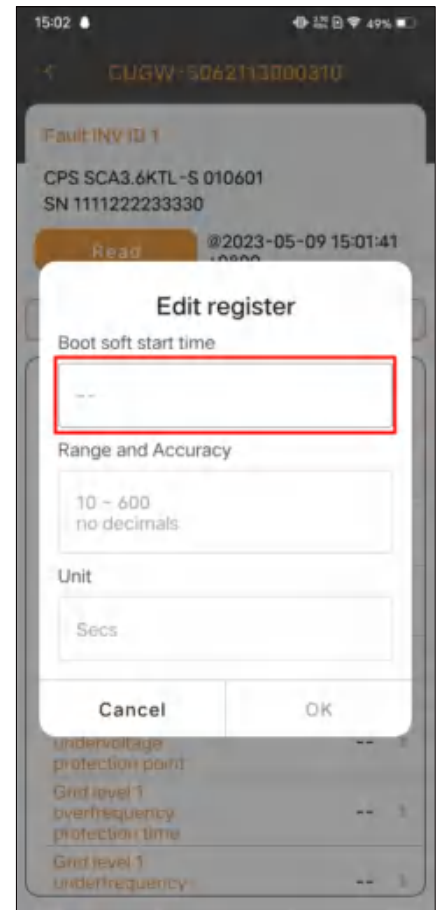 15:02
49%
CUGW-5062113000310
Fault INV ID 1
CPS SCA3.6KTL-S 010601
SN 1111222233330
Read
@2023-05-09 15:01:41
Edit register
Boot soft start time
--
Range and Accuracy
10 - 600
no decimals
Unit
Secs
Cancel
OK
undervoltage
protection point
--
Grid level 1
overfrequency
protection time
--
Grid level 1
underfrequency
--